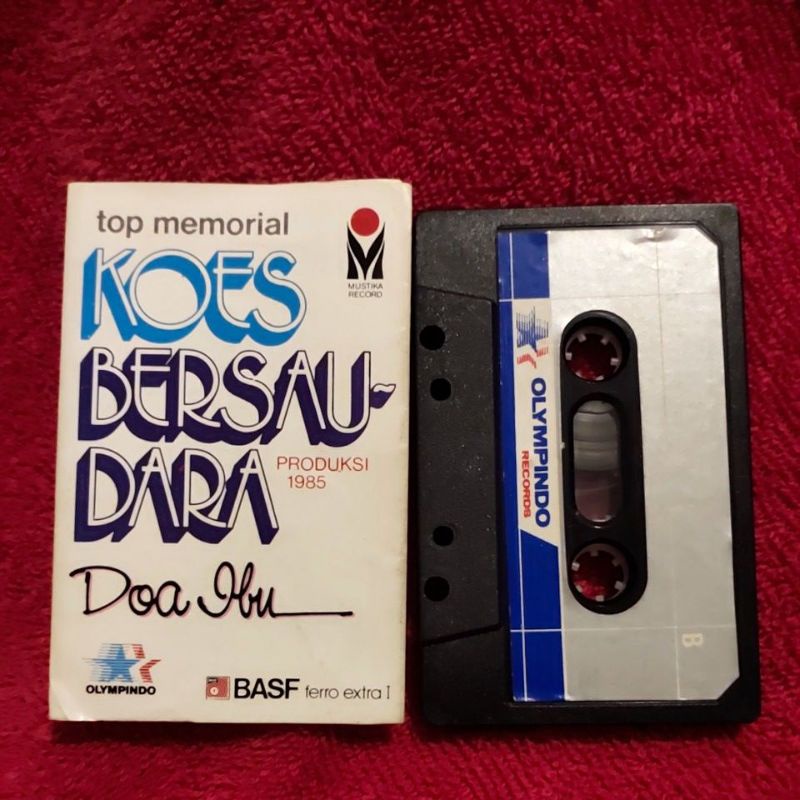 top memorial
KOES
BERSAU-
DARA
PRODUKSI
1985
Doa Ibu
MUSTIKA
RECORD
OLYMPINDO
BASF ferro extra I
OLYMPINDO
RECORDS
B